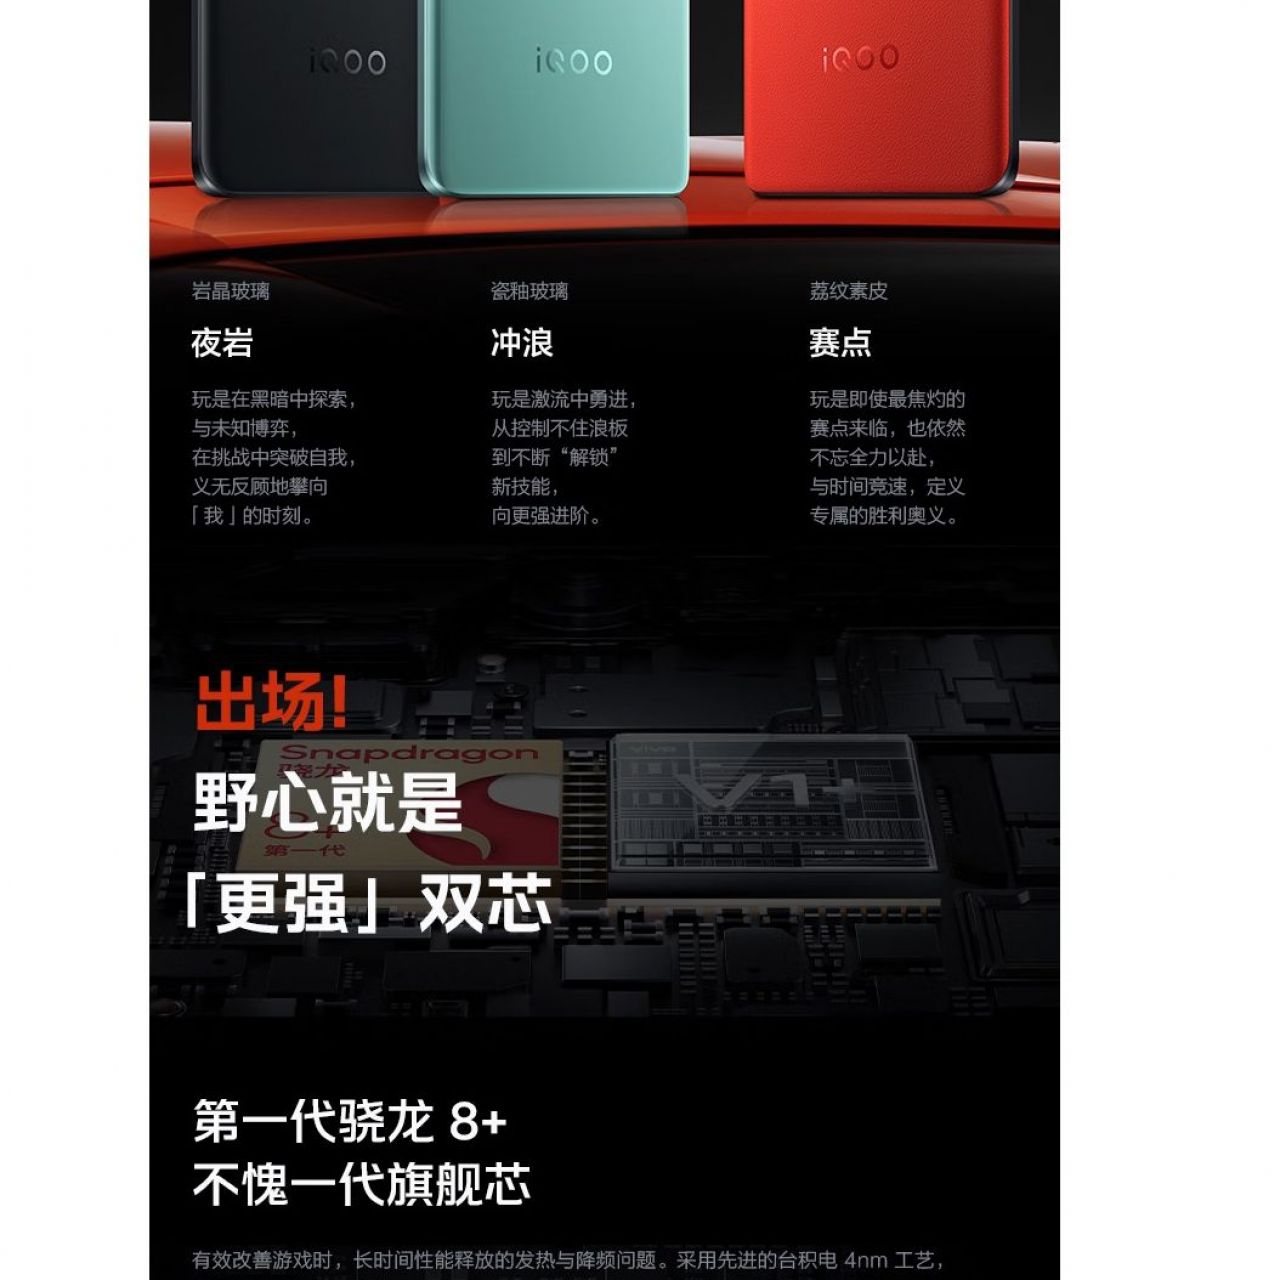 iQOO
iQOO
iQOO
岩晶玻璃
夜岩
玩是在黑暗中探索，
与未知博弈，
在挑战中突破自我，
义无反顾地攀向
「我」的时刻。
瓷釉玻璃
冲浪
玩是激流中勇进，
从控制不住浪板
到不断“解锁”
新技能，
向更强进阶。
荔纹素皮
赛点
玩是即使最焦灼的
赛点来临，也依然
不忘全力以赴，
与时间竞速，定义
专属的胜利奥义。
出场!
野心就是
「更强」双芯
Snapdragon
骁龙
8+
第一代
vivo
V1+
第一代骁龙 8+
不愧一代旗舰芯
有效改善游戏时，长时间性能释放的发热与降频问题。采用先进的台积电 4nm 工艺，